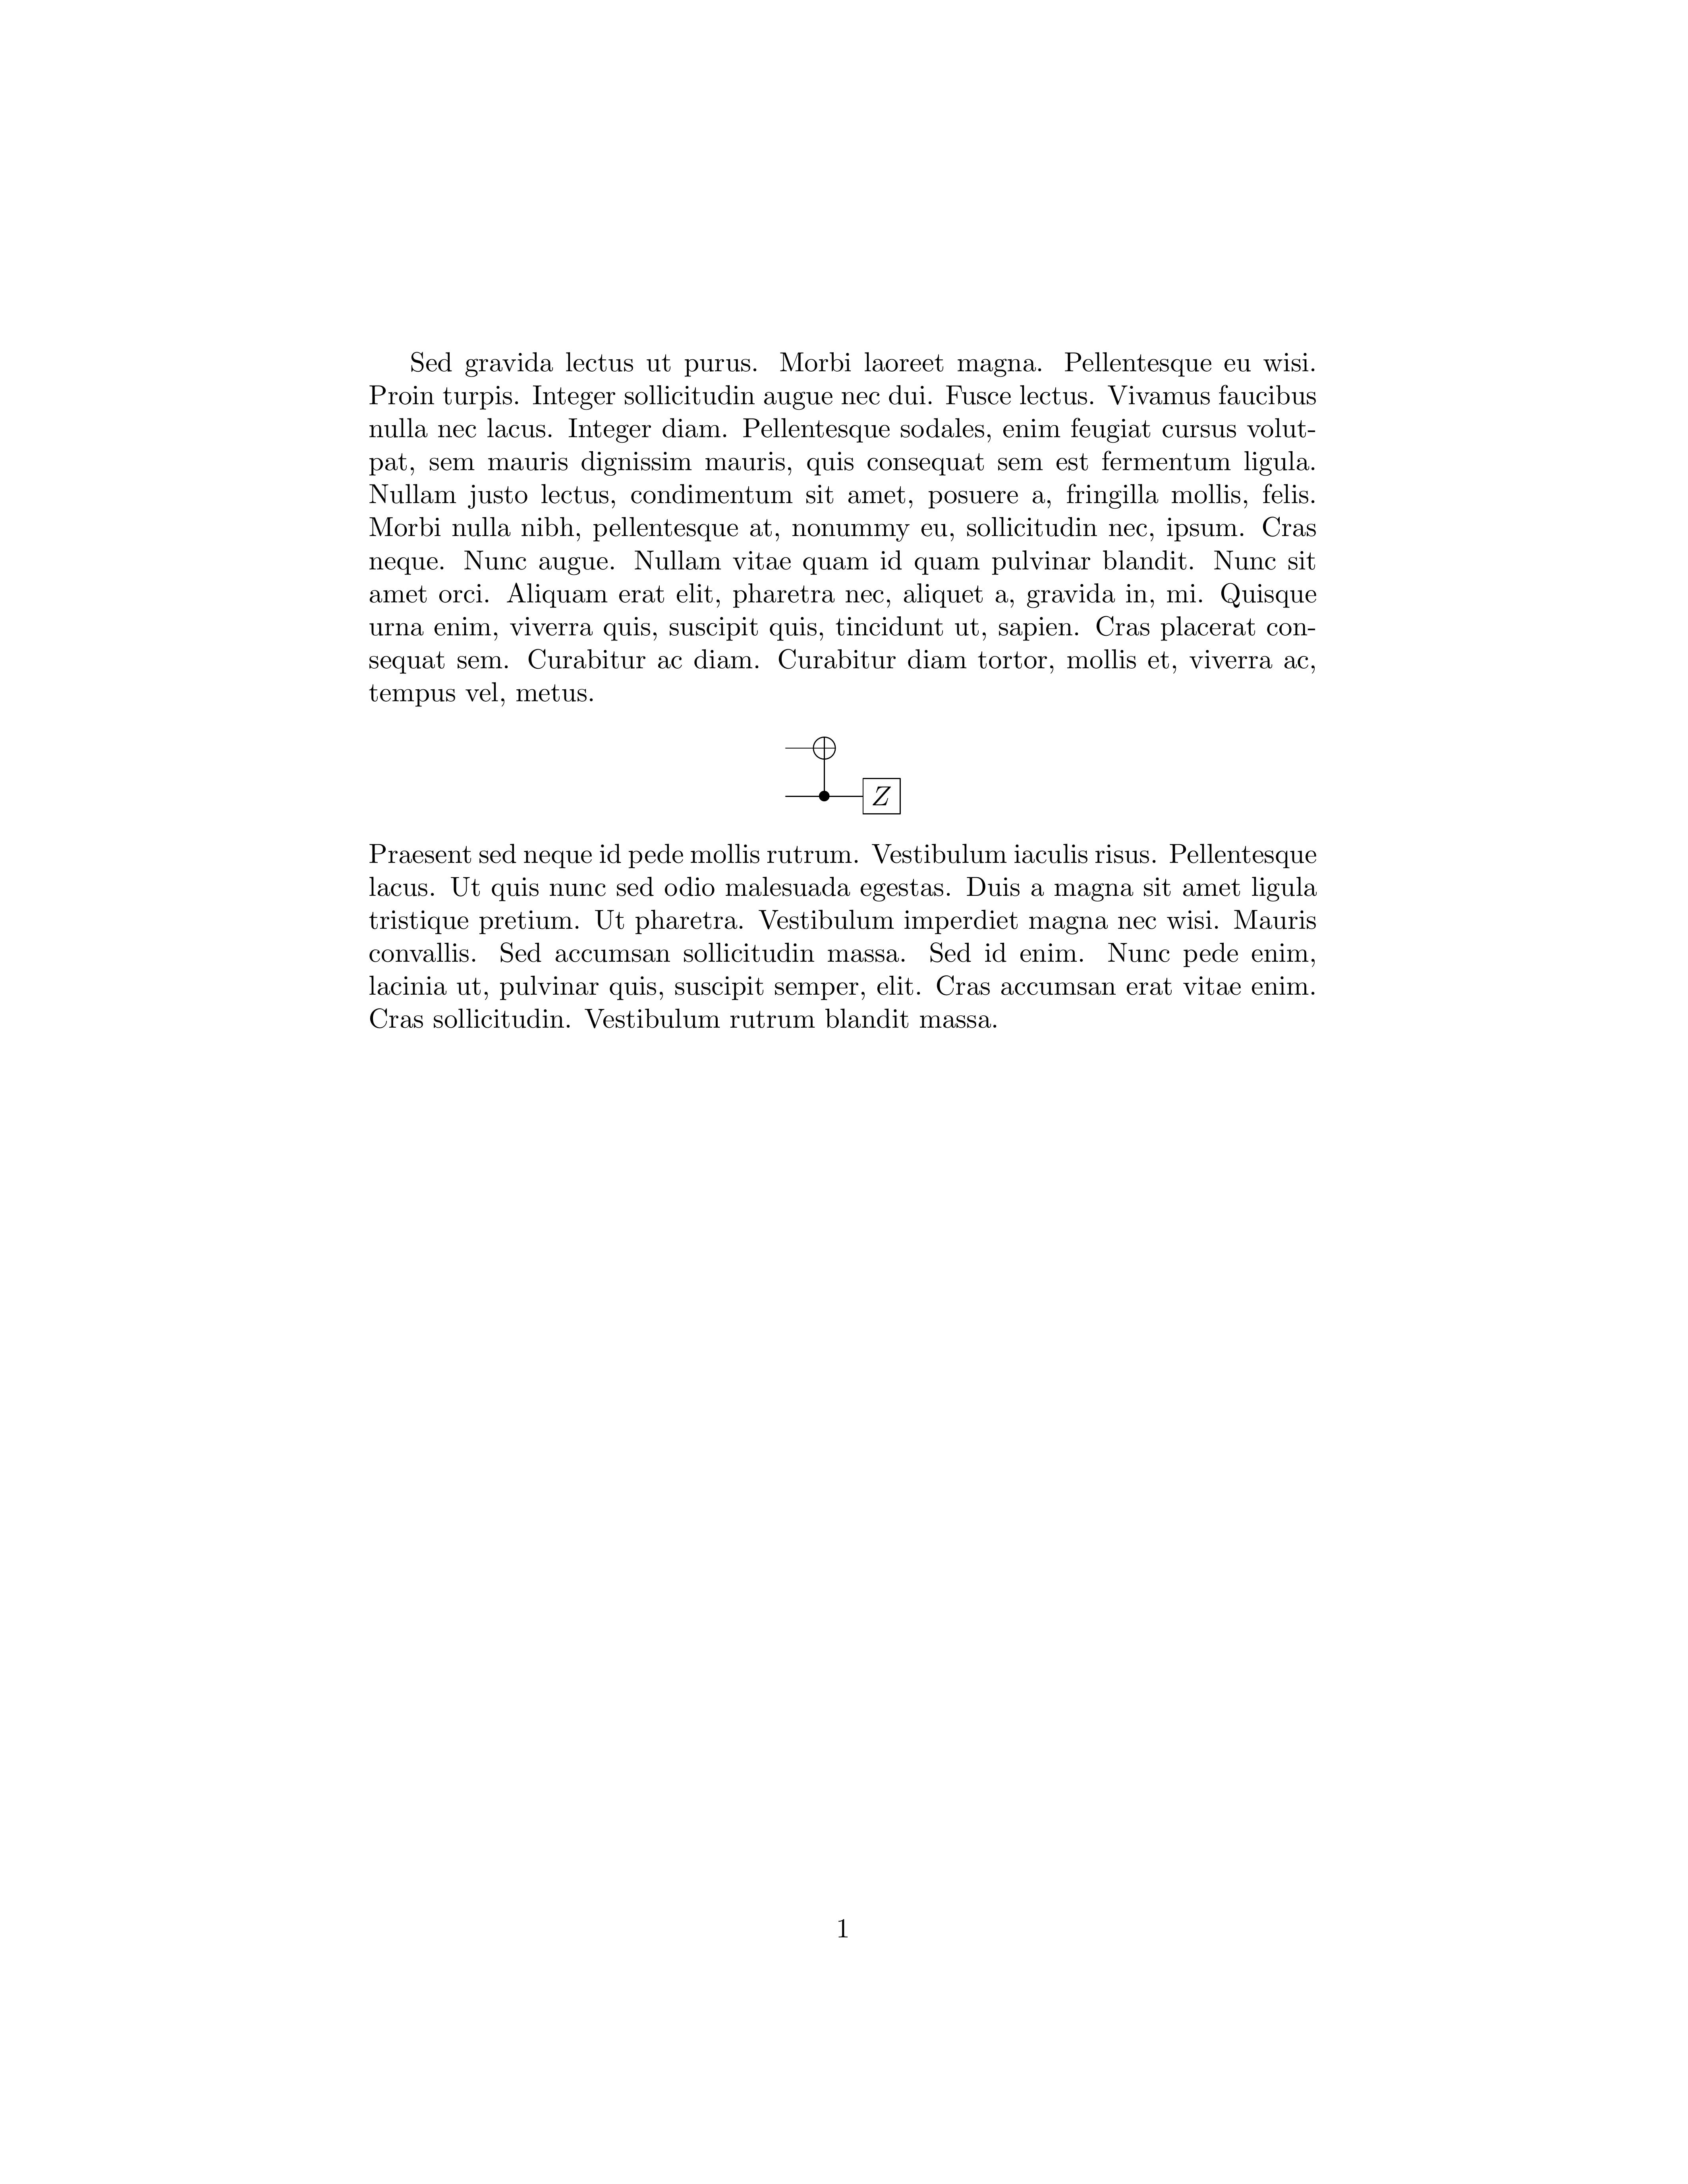 Sed gravida lectus ut purus. Morbi laoreet magna. Pellentesque eu wisi.
Proin turpis. Integer sollicitudin augue nec dui. Fusce lectus. Vivamus faucibus
nulla nec lacus. Integer diam. Pellentesque sodales, enim feugiat cursus volut-
pat, sem mauris dignissim mauris, quis consequat sem est fermentum ligula.
Nullam justo lectus, condimentum sit amet, posuere a, fringilla mollis, felis.
Morbi nulla nibh, pellentesque at, nonummy eu, sollicitudin nec, ipsum. Cras
neque. Nunc augue. Nullam vitae quam id quam pulvinar blandit. Nunc sit
amet orci. Aliquam erat elit, pharetra nec, aliquet a, gravida in, mi. Quisque
urna enim, viverra quis, suscipit quis, tincidunt ut, sapien. Cras placerat con-
sequat sem. Curabitur ac diam. Curabitur diam tortor, mollis et, viverra ac,
tempus vel, metus.
Z
Praesent sed neque id pede mollis rutrum. Vestibulum iaculis risus. Pellentesque
lacus. Ut quis nunc sed odio malesuada egestas. Duis a magna sit amet ligula
tristique pretium. Ut pharetra. Vestibulum imperdiet magna nec wisi. Mauris
convallis. Sed accumsan sollicitudin massa. Sed id enim. Nunc pede enim,
lacinia ut, pulvinar quis, suscipit semper, elit. Cras accumsan erat vitae enim.
Cras sollicitudin. Vestibulum rutrum blandit massa.
1